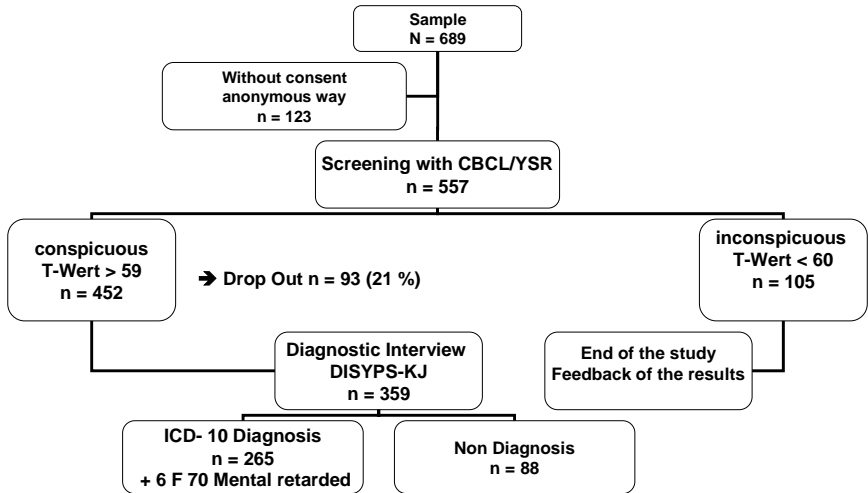 Sample
N = 689
Without consent
anonymous way
n = 123
Screening with CBCL/YSR
n = 557
conspicuous
T-Wert > 59
n = 452
➔ Drop Out n = 93 (21 %)
inconspicuous
T-Wert < 60
n = 105
Diagnostic Interview
DISYPS-KJ
n = 359
End of the study
Feedback of the results
ICD- 10 Diagnosis
n = 265
+ 6 F 70 Mental retarded
Non Diagnosis
n = 88